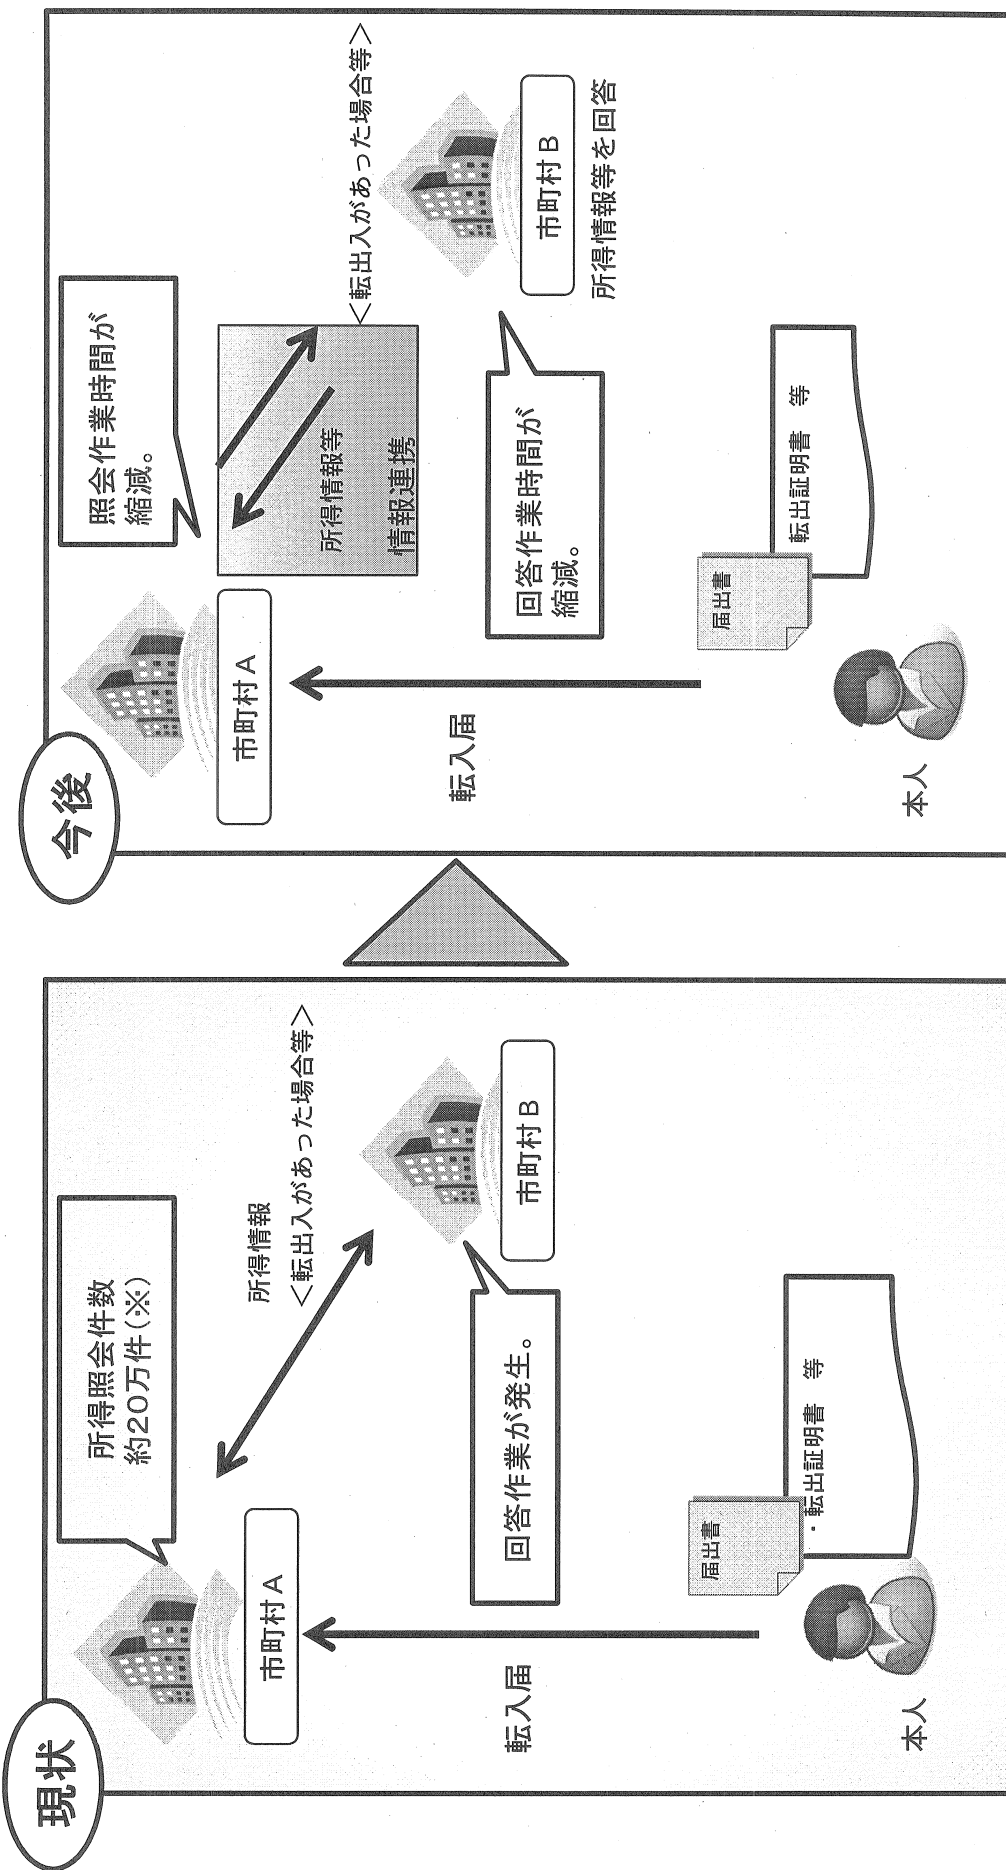 現状
所得照会件数
約20万件(※)
市町村A
所得情報
<転出入があった場合等>
市町村B
回答作業が発生。
転入届
届出書
・転出証明書 等
本人
今後
照会作業時間が
縮減。
市町村A
所得情報等
情報連携
<転出入があった場合等>
市町村B
所得情報等を回答
回答作業時間が
縮減。
転入届
届出書
転出証明書 等
本人